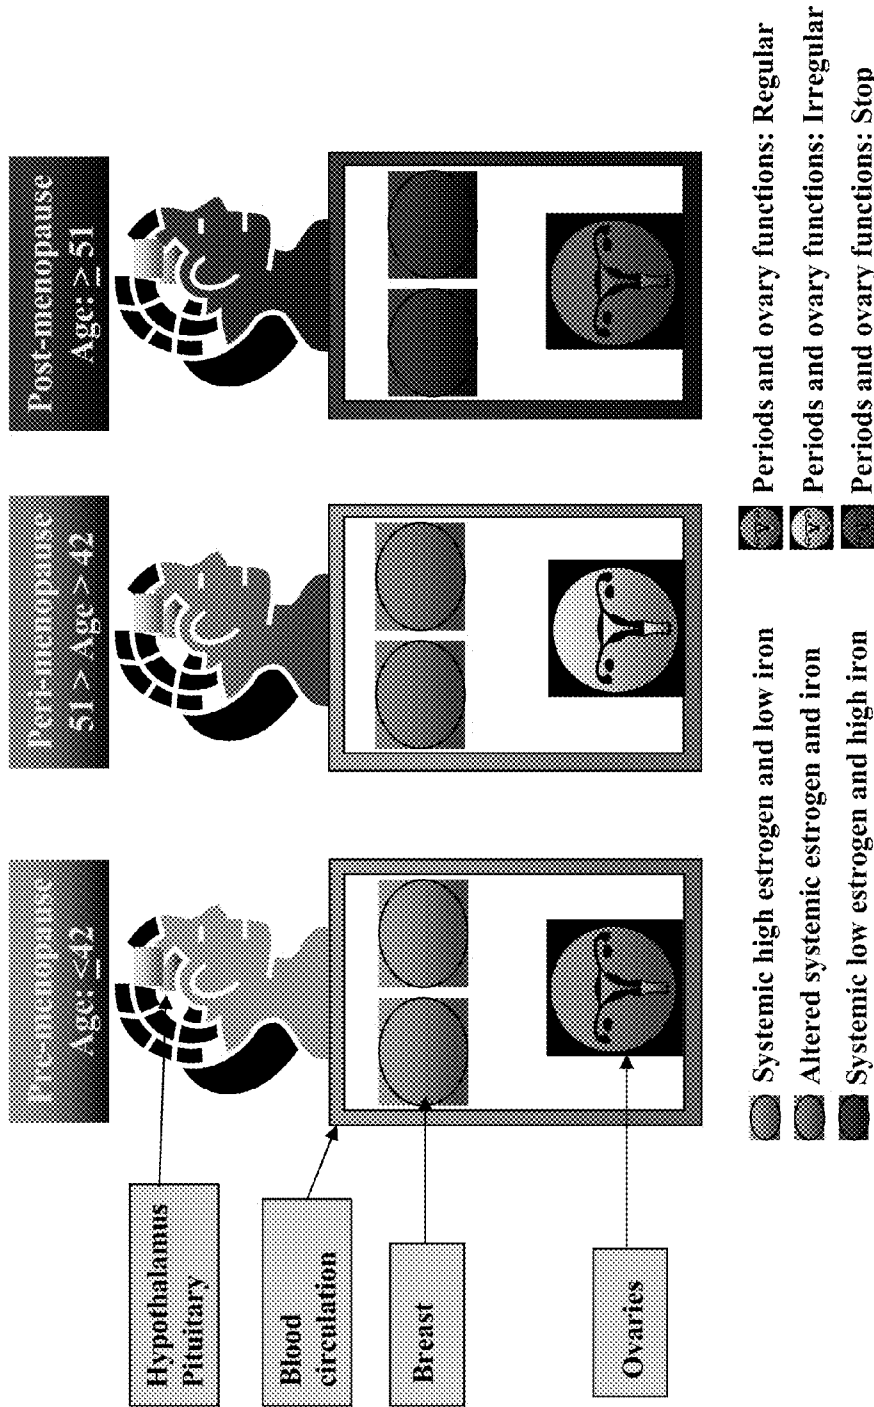 Pre-menopause
Age: <42
Peri-menopause
51 > Age > 42
Post-menopause
Age: > 51
Hypothalamus
Pituitary
Blood
circulation
Breast
Ovaries
Systemic high estrogen and low iron
Altered systemic estrogen and iron
Systemic low estrogen and high iron
Periods and ovary functions: Regular
Periods and ovary functions: Irregular
Periods and ovary functions: Stop